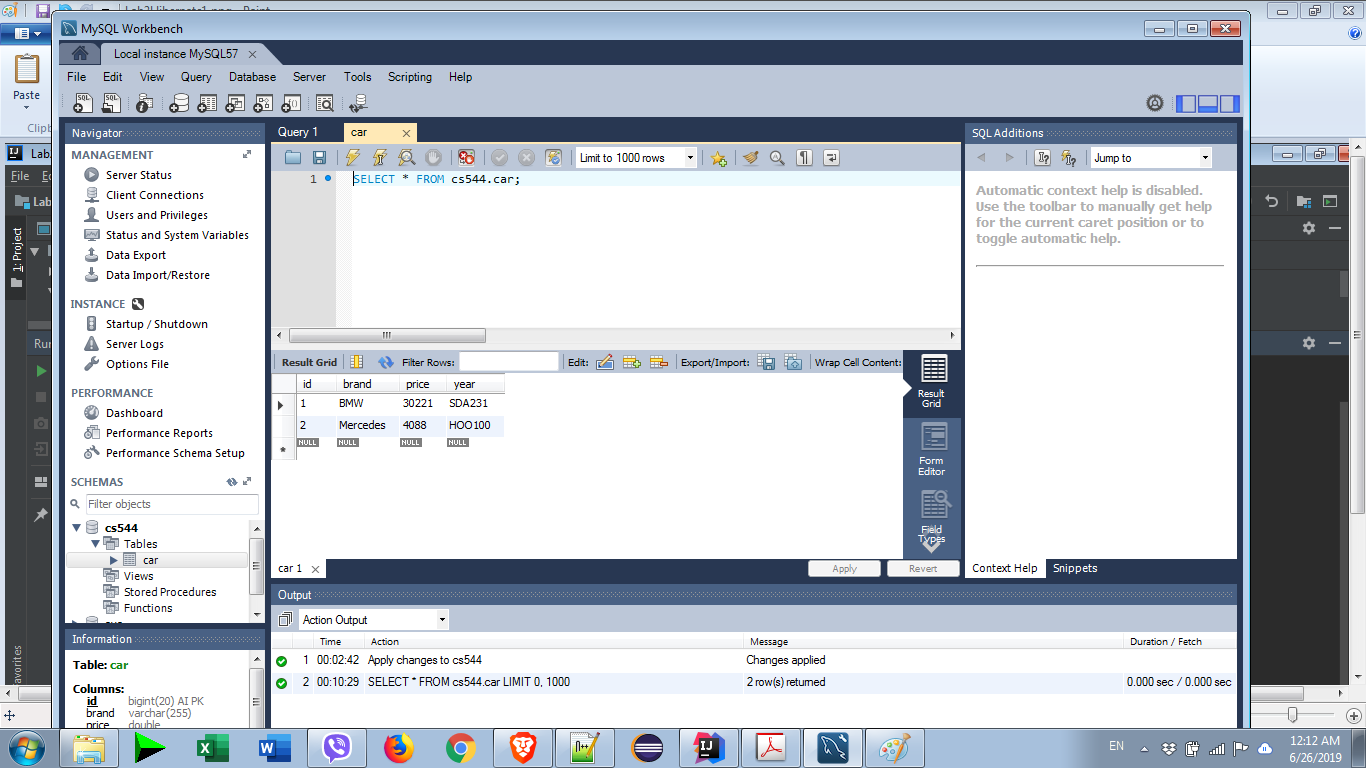 Lab2Hibernate1.png - Paint
MySQL Workbench
Local instance MySQL57
File Edit View Query Database Server Tools Scripting Help
Paste
Navigator
MANAGEMENT
Server Status
Client Connections
Users and Privileges
Status and System Variables
Data Export
Data Import/Restore
INSTANCE
Startup / Shutdown
Server Logs
Options File
PERFORMANCE
Dashboard
Performance Reports
Performance Schema Setup
SCHEMAS
Filter objects
cs544
Tables
car
Views
Stored Procedures
Functions
Information
Table: car
Columns:
id bigint(20) AI PK
brand varchar(255)
price double
Query 1 car
Limit to 1000 rows
1 SELECT * FROM cs544.car;
Result Grid Filter Rows: Edit: Export/Import: Wrap Cell Content:
id brand price year
1 BMW 30221 SDA231
2 Mercedes 4088 HOO100
NULL NULL NULL NULL
Result
Grid
Form
Editor
Field
Types
car 1 Apply Revert
SQL Additions
Jump to
Automatic context help is disabled.
Use the toolbar to manually get help
for the current caret position or to
toggle automatic help.
Context Help Snippets
Output
Action Output
Time Action Message Duration / Fetch
1 00:02:42 Apply changes to cs544 Changes applied
2 00:10:29 SELECT * FROM cs544.car LIMIT 0, 1000 2 row(s) returned 0.000 sec / 0.000 sec
File
1: Project
EN
12:12 AM
6/26/2019